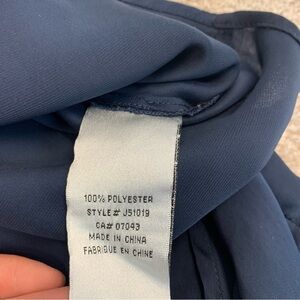 100% POLYESTER
STYLE# J51019
CA# 07043
MADE IN CHINA
FABRIQUE EN CHINE